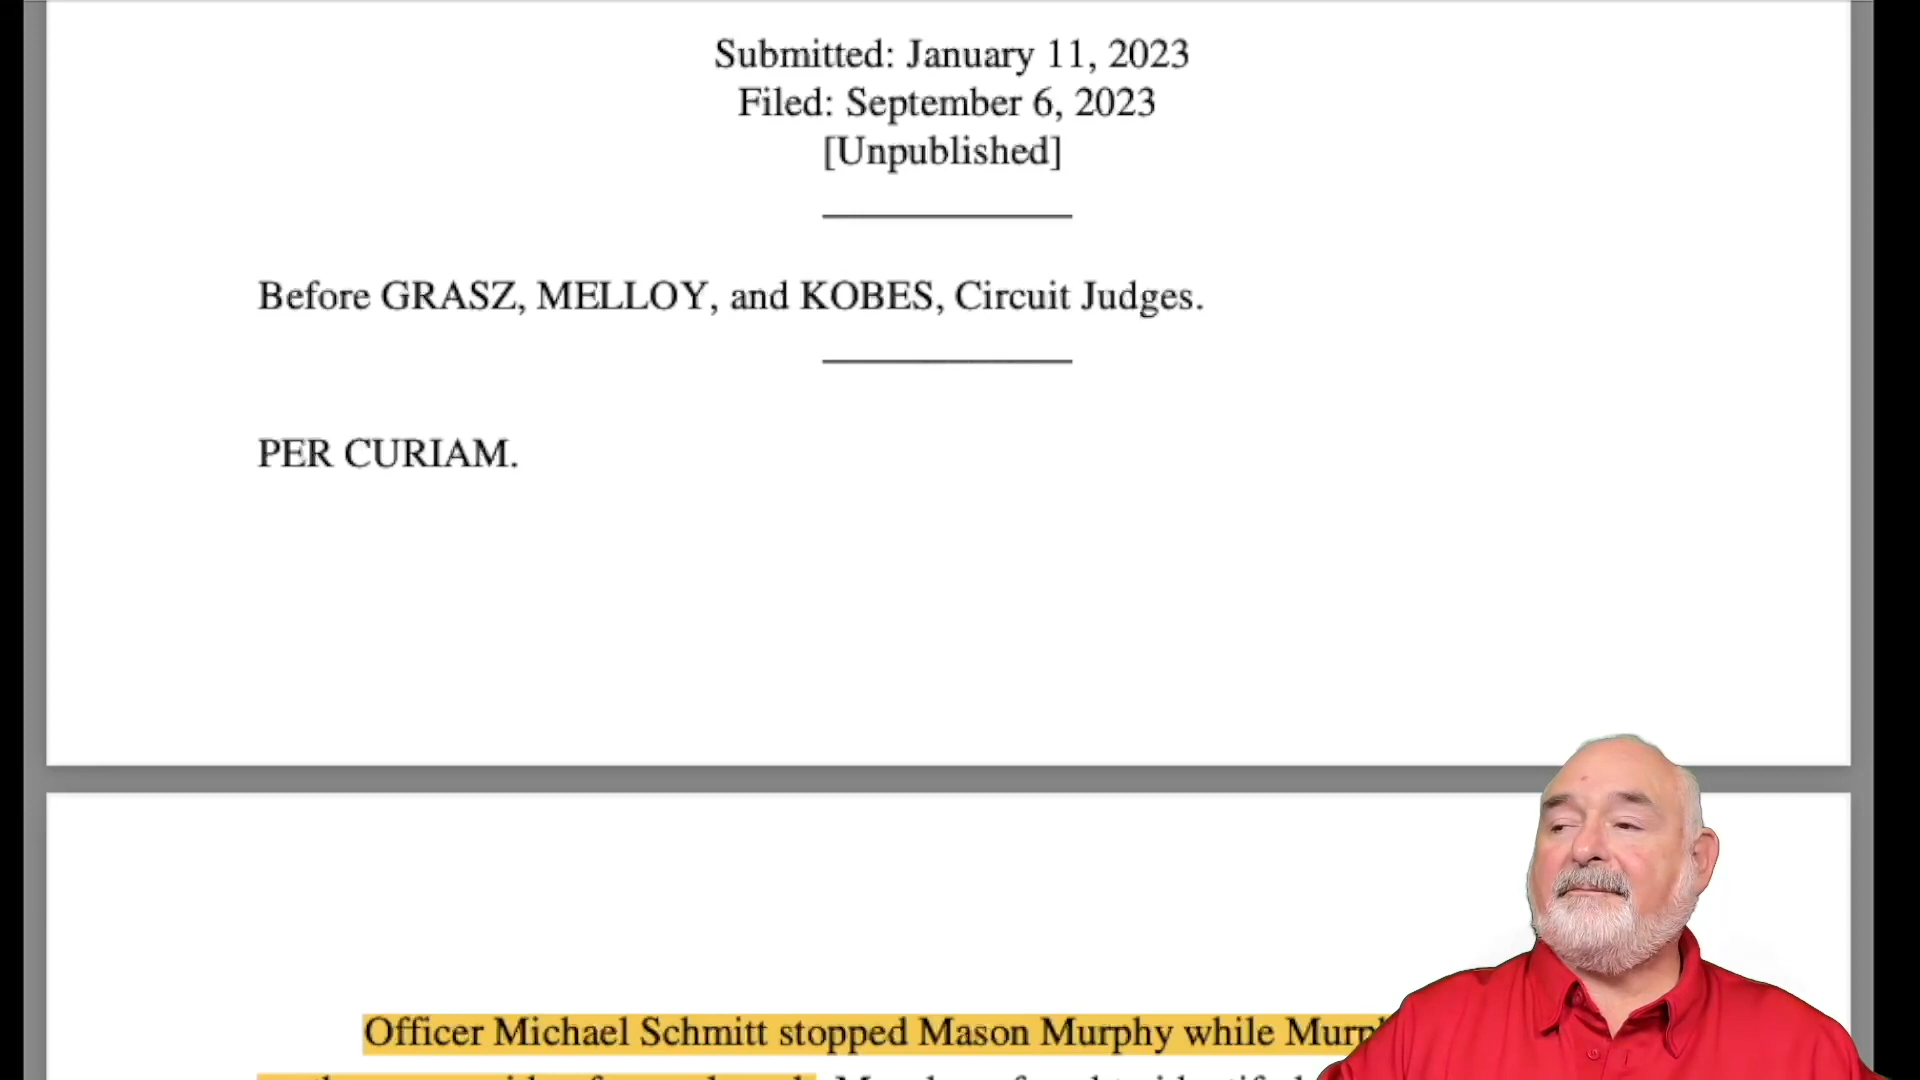 Submitted: January 11, 2023
Filed: September 6, 2023
[Unpublished]
Before GRASZ, MELLOY, and KOBES, Circuit Judges.
PER CURIAM.
Officer Michael Schmitt stopped Mason Murphy while